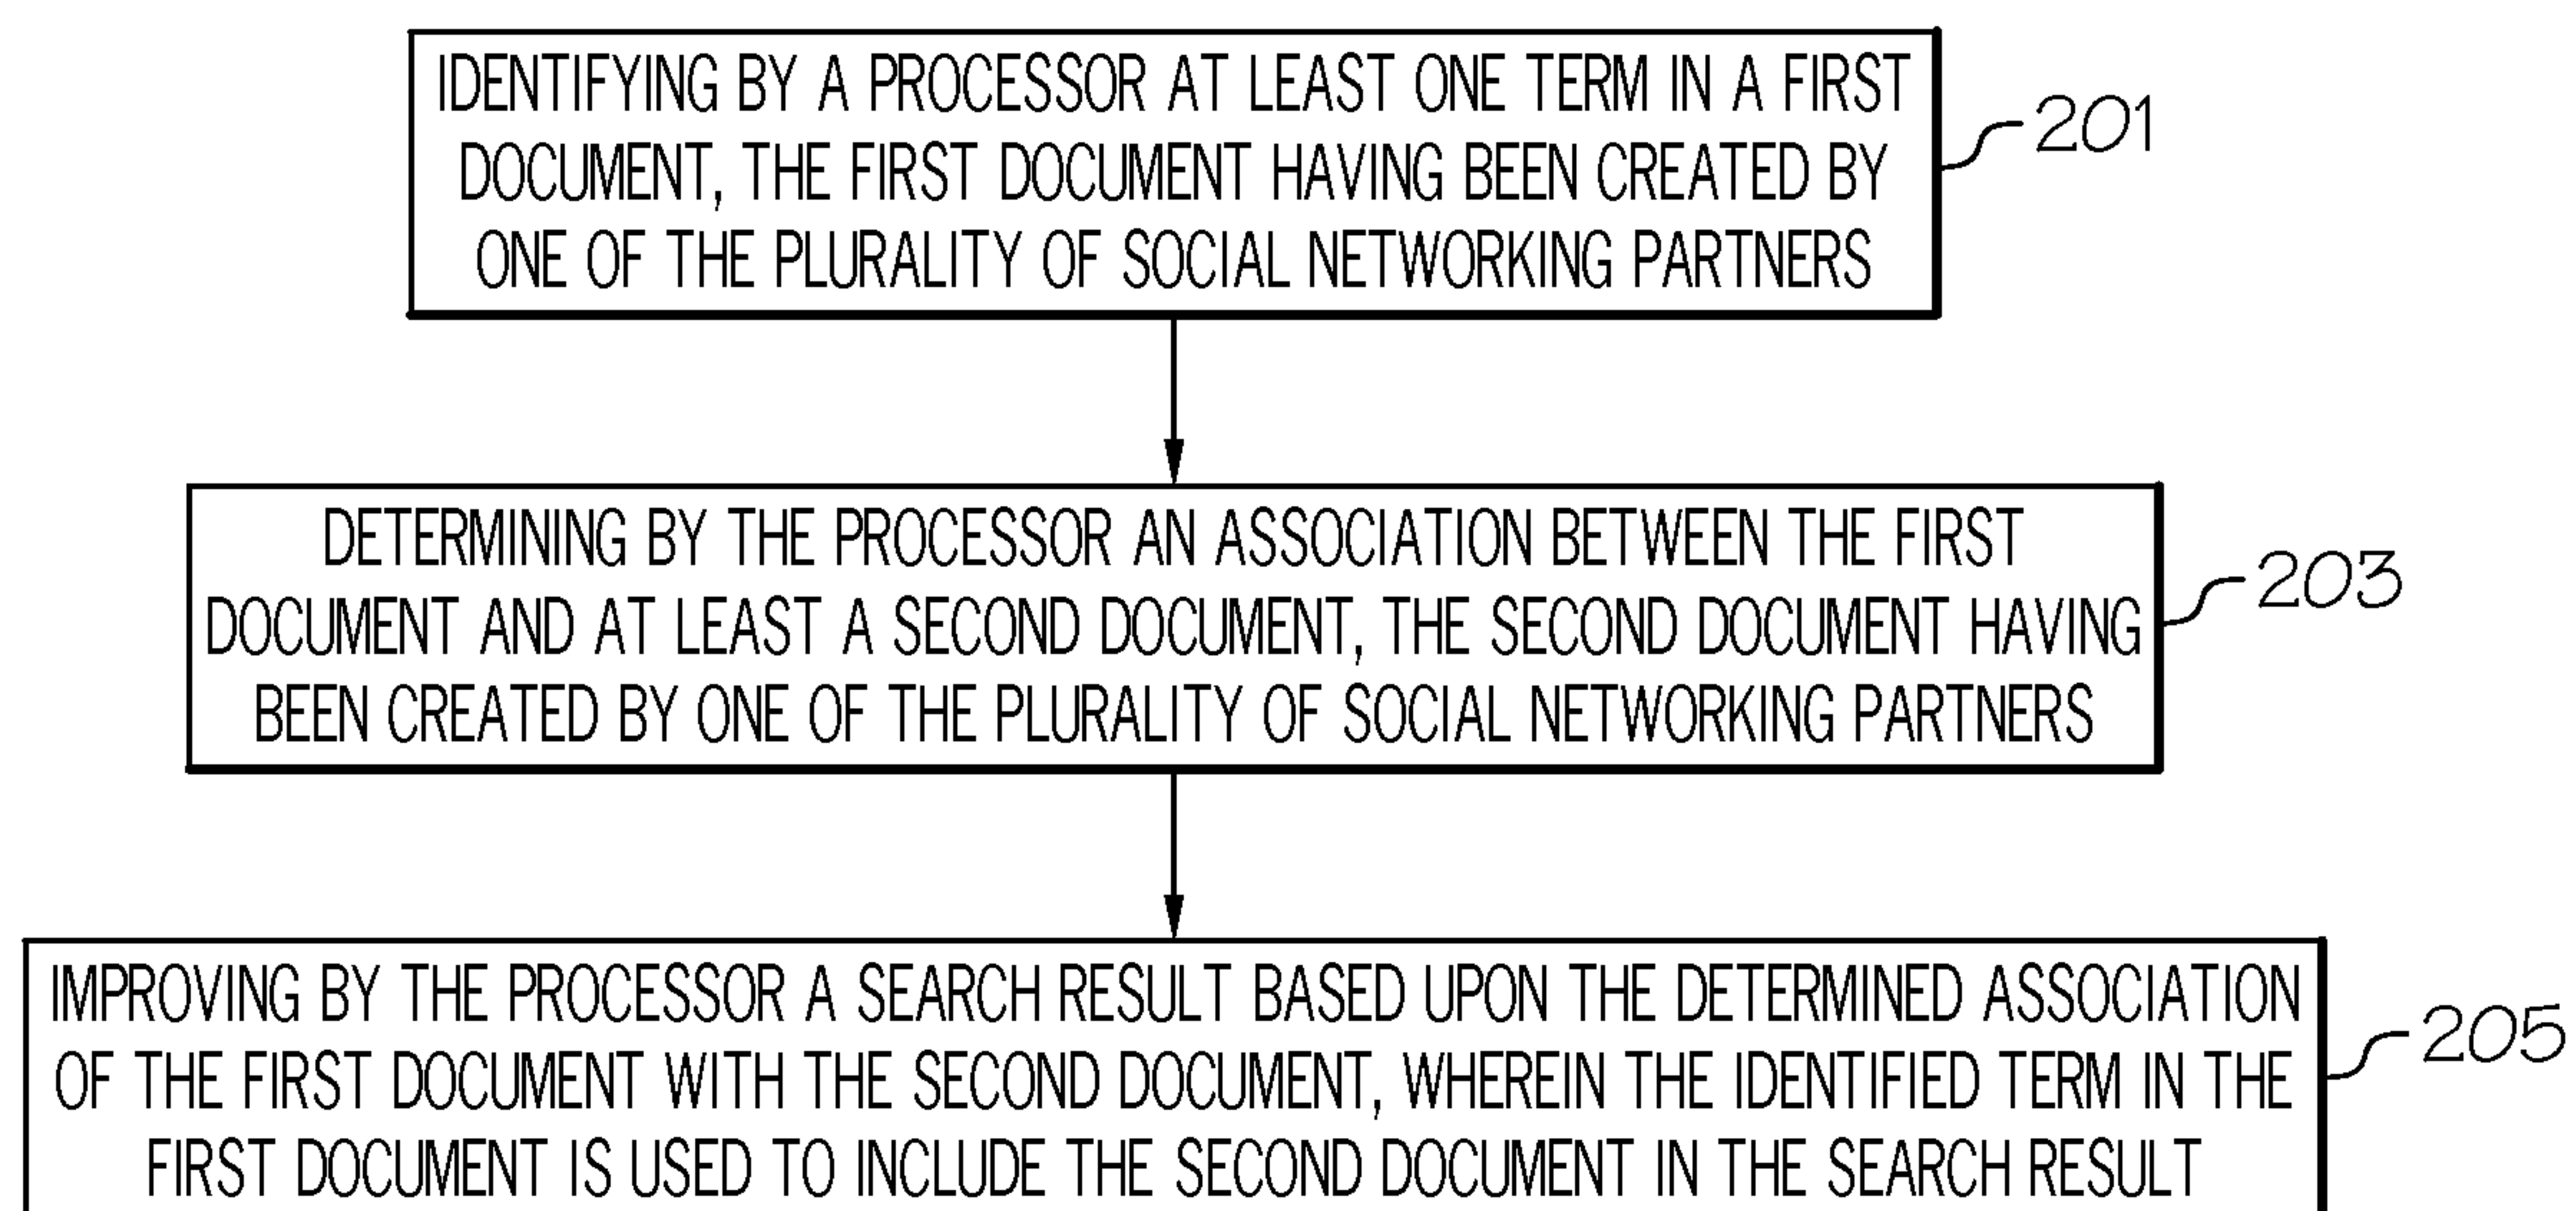 IDENTIFYING BY A PROCESSOR AT LEAST ONE TERM IN A FIRST
DOCUMENT, THE FIRST DOCUMENT HAVING BEEN CREATED BY
ONE OF THE PLURALITY OF SOCIAL NETWORKING PARTNERS
201
DETERMINING BY THE PROCESSOR AN ASSOCIATION BETWEEN THE FIRST
DOCUMENT AND AT LEAST A SECOND DOCUMENT, THE SECOND DOCUMENT HAVING
BEEN CREATED BY ONE OF THE PLURALITY OF SOCIAL NETWORKING PARTNERS
203
IMPROVING BY THE PROCESSOR A SEARCH RESULT BASED UPON THE DETERMINED ASSOCIATION
OF THE FIRST DOCUMENT WITH THE SECOND DOCUMENT, WHEREIN THE IDENTIFIED TERM IN THE
FIRST DOCUMENT IS USED TO INCLUDE THE SECOND DOCUMENT IN THE SEARCH RESULT
205